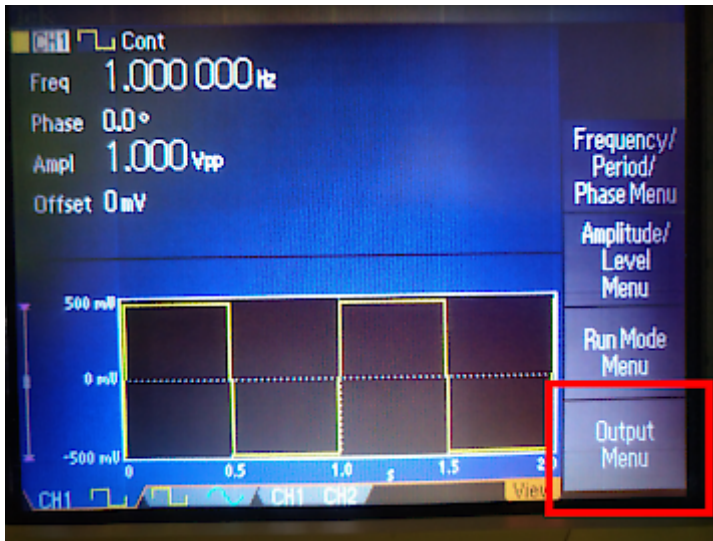 CH1 Cont
Freq 1.000 000 Hz
Phase 0.0°
Ampl 1.000 VPP
Offset 0 mV
Frequency/
Period/
Phase Menu
Amplitude/
Level
Menu
Run Mode
Menu
Output
Menu
500 mV
0 mV
-500 mV
0 0.5 1.0 s 1.5 2.0
CH1 CH1 CH2 View